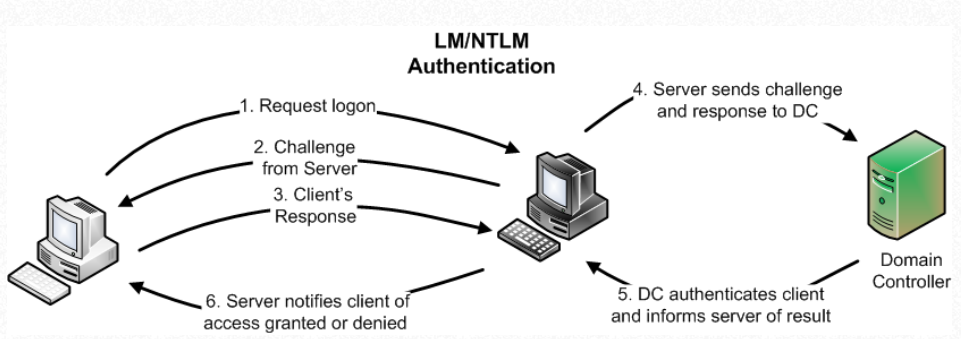 LM/NTLM
Authentication
1. Request logon
2. Challenge
from Server
3. Client's
Response
4. Server sends challenge
and response to DC
Domain
Controller
5. DC authenticates client
and informs server of result
6. Server notifies client of
access granted or denied